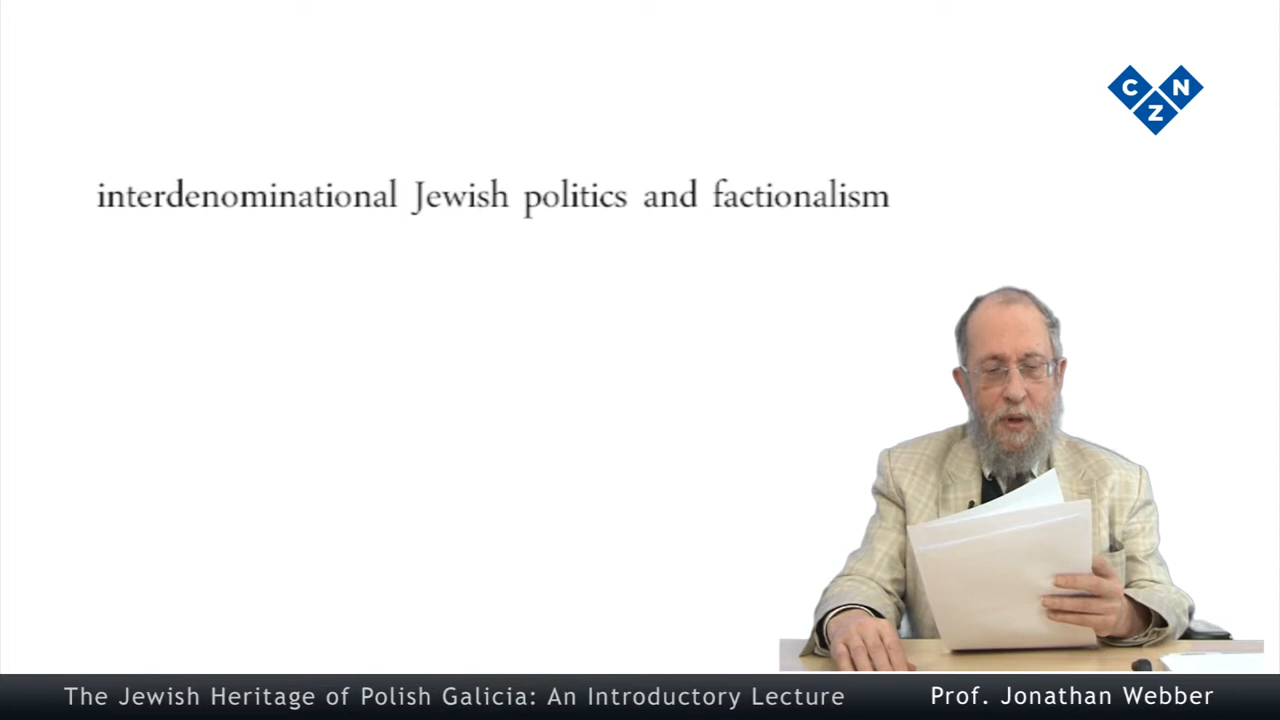 C N
Z
interdenominational Jewish politics and factionalism
The Jewish Heritage of Polish Galicia: An Introductory Lecture Prof. Jonathan Webber